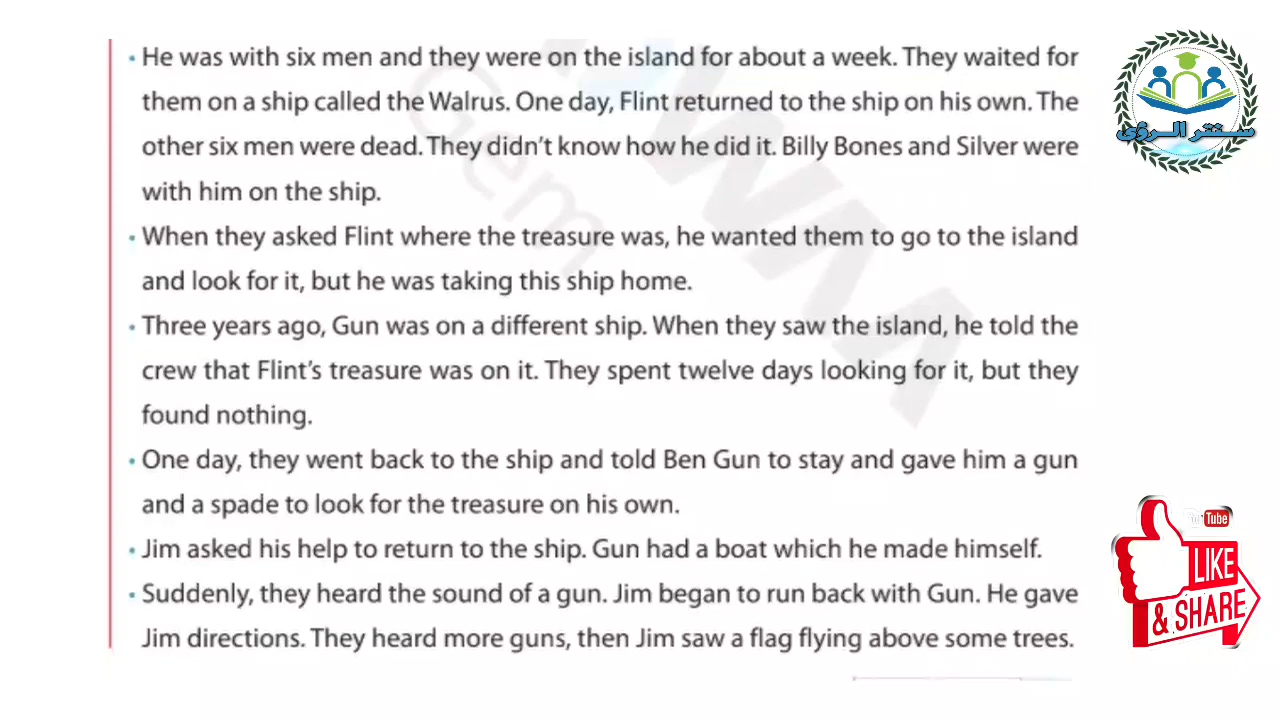 • He was with six men and they were on the island for about a week. They waited for
them on a ship called the Walrus. One day, Flint returned to the ship on his own. The
other six men were dead. They didn't know how he did it. Billy Bones and Silver were
with him on the ship.
• When they asked Flint where the treasure was, he wanted them to go to the island
and look for it, but he was taking this ship home.
• Three years ago, Gun was on a different ship. When they saw the island, he told the
crew that Flint's treasure was on it. They spent twelve days looking for it, but they
found nothing.
• One day, they went back to the ship and told Ben Gun to stay and gave him a gun
and a spade to look for the treasure on his own.
• Jim asked his help to return to the ship. Gun had a boat which he made himself.
• Suddenly, they heard the sound of a gun. Jim began to run back with Gun. He gave
Jim directions. They heard more guns, then Jim saw a flag flying above some trees.
سنتر الرؤى
Gem
Tube
LIKE
& SHARE